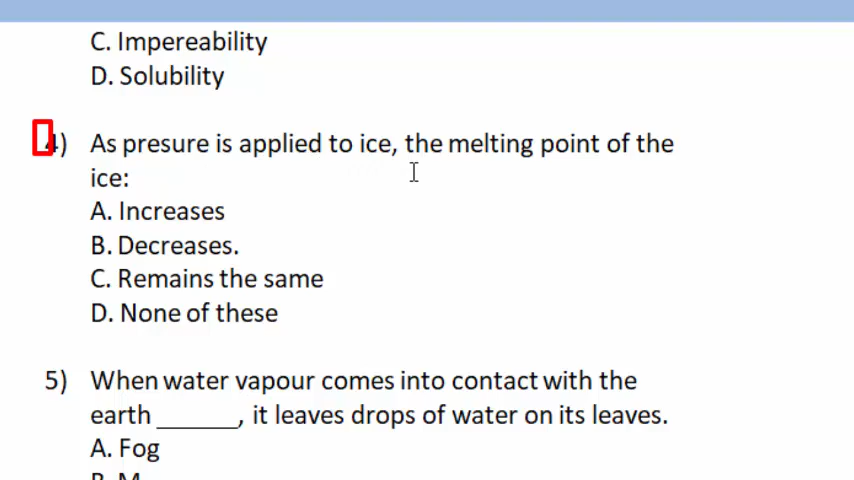 C. Impereability
D. Solubility
4) As presure is applied to ice, the melting point of the
ice:
A. Increases
B. Decreases.
C. Remains the same
D. None of these
5) When water vapour comes into contact with the
earth ______, it leaves drops of water on its leaves.
A. Fog